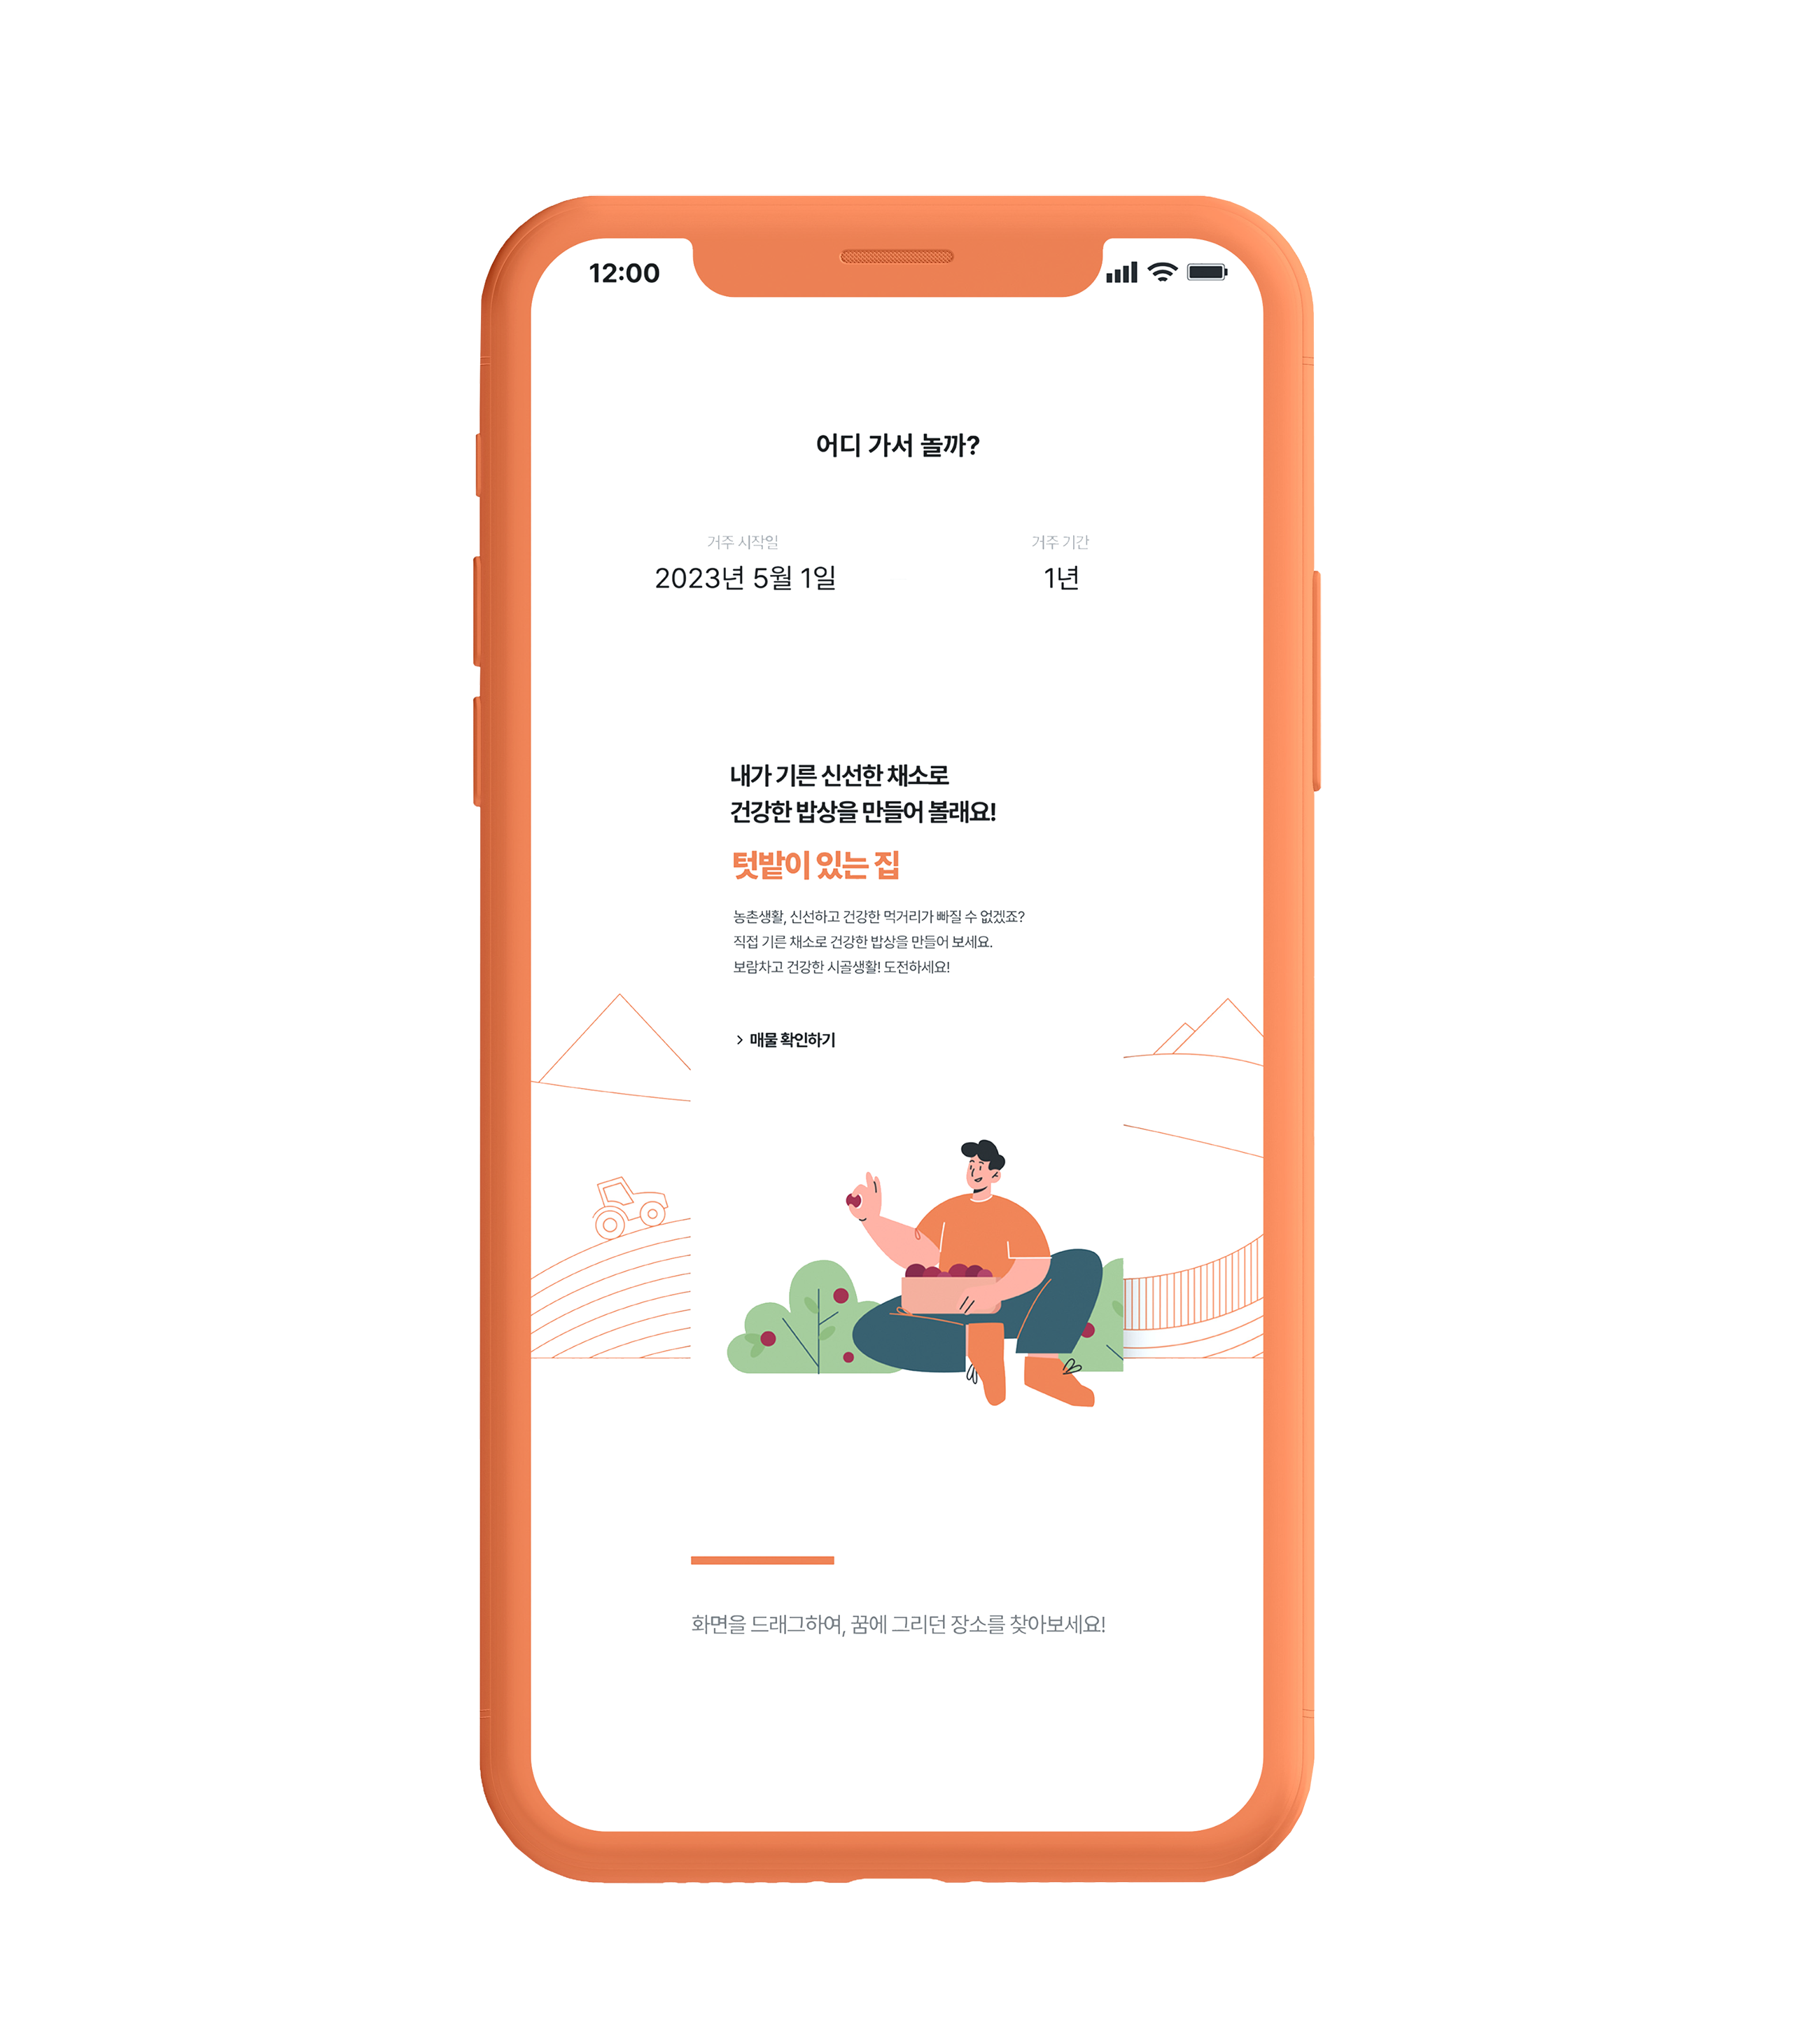 12:00
어디 가서 놀까?
거주 시작일
거주 기간
2023년 5월 1일
1년
내가 기른 신선한 채소로
건강한 밥상을 만들어 볼래요!
텃밭이 있는 집
농촌생활, 신선하고 건강한 먹거리가 빠질 수 없겠죠?
직접 기른 채소로 건강한 밥상을 만들어 보세요.
보람차고 건강한 시골생활! 도전하세요!
> 매물 확인하기
화면을 드래그하여, 꿈에 그리던 장소를 찾아보세요!